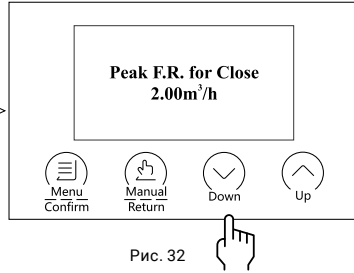 Peak F.R. for Close
2.00m³/h
Menu
Confirm
Manual
Return
Down
Up
Рис. 32